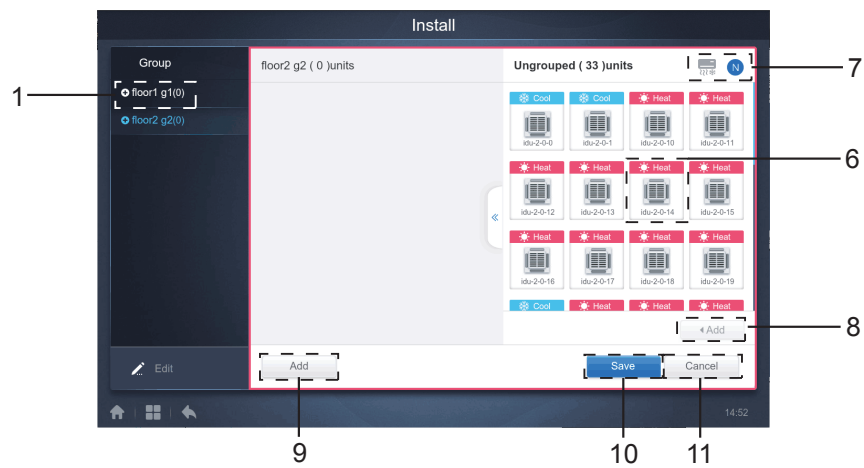 Install
Group
floor2 g2 ( 0 )units
Ungrouped ( 33 )units
N
7
1
floor1 g1(0)
floor2 g2(0)
Cool
Cool
Heat
Heat
idu-2-0-0
idu-2-0-1
idu-2-0-10
idu-2-0-11
6
Heat
Heat
Heat
Heat
idu-2-0-12
idu-2-0-13
idu-2-0-14
idu-2-0-15
«
Heat
Heat
Heat
Heat
idu-2-0-16
idu-2-0-17
idu-2-0-18
idu-2-0-19
Cool
Heat
Heat
Heat
Add
8
Edit
Add
Save
Cancel
14:52
9
10
11